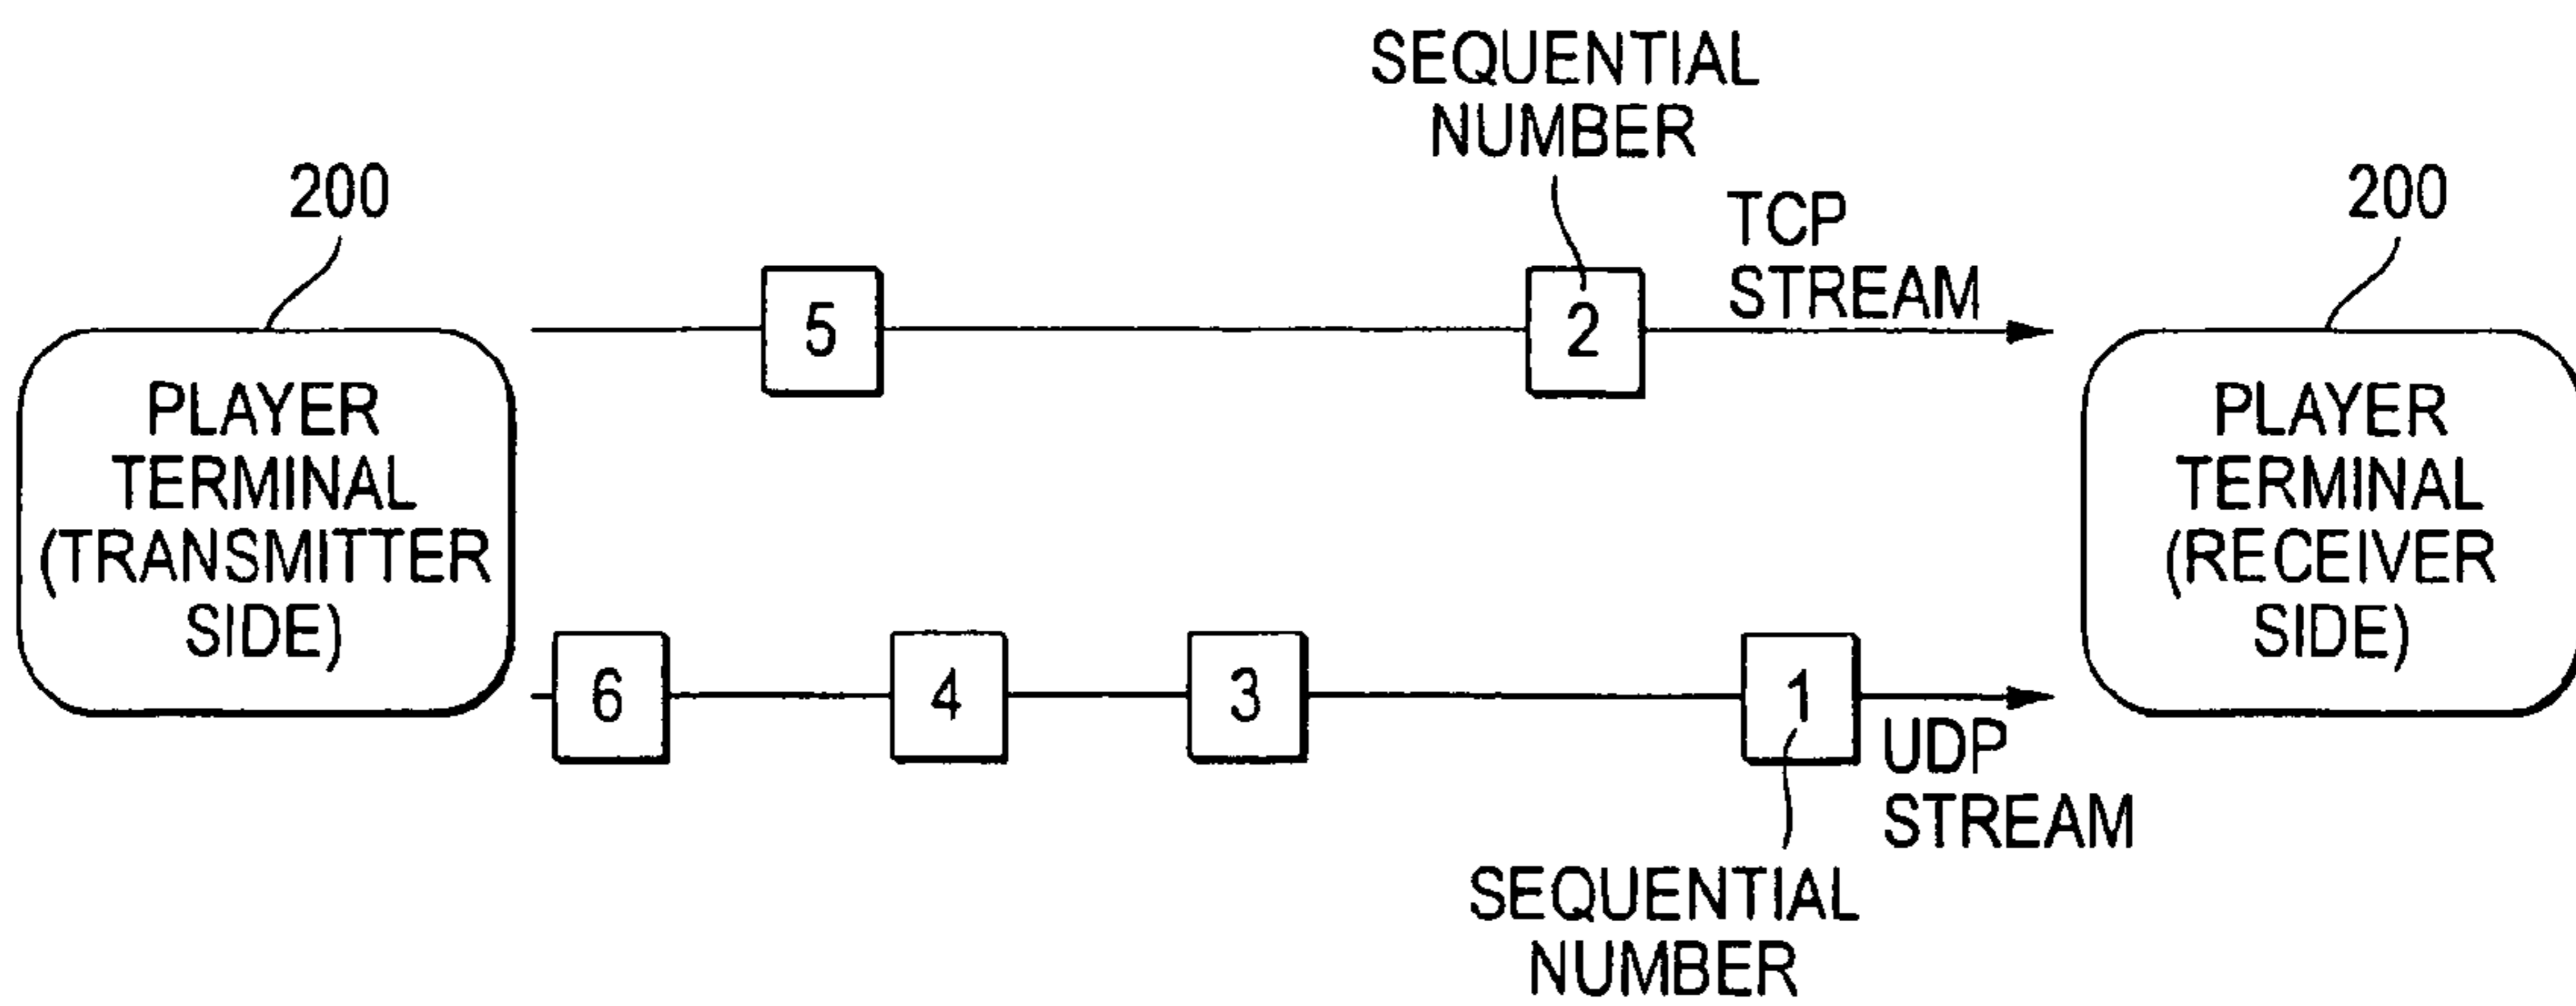 SEQUENTIAL
NUMBER
200
200
TCP
STREAM
5
2
PLAYER
TERMINAL
(TRANSMITTER
SIDE)
PLAYER
TERMINAL
(RECEIVER
SIDE)
6
4
3
1
UDP
STREAM
SEQUENTIAL
NUMBER